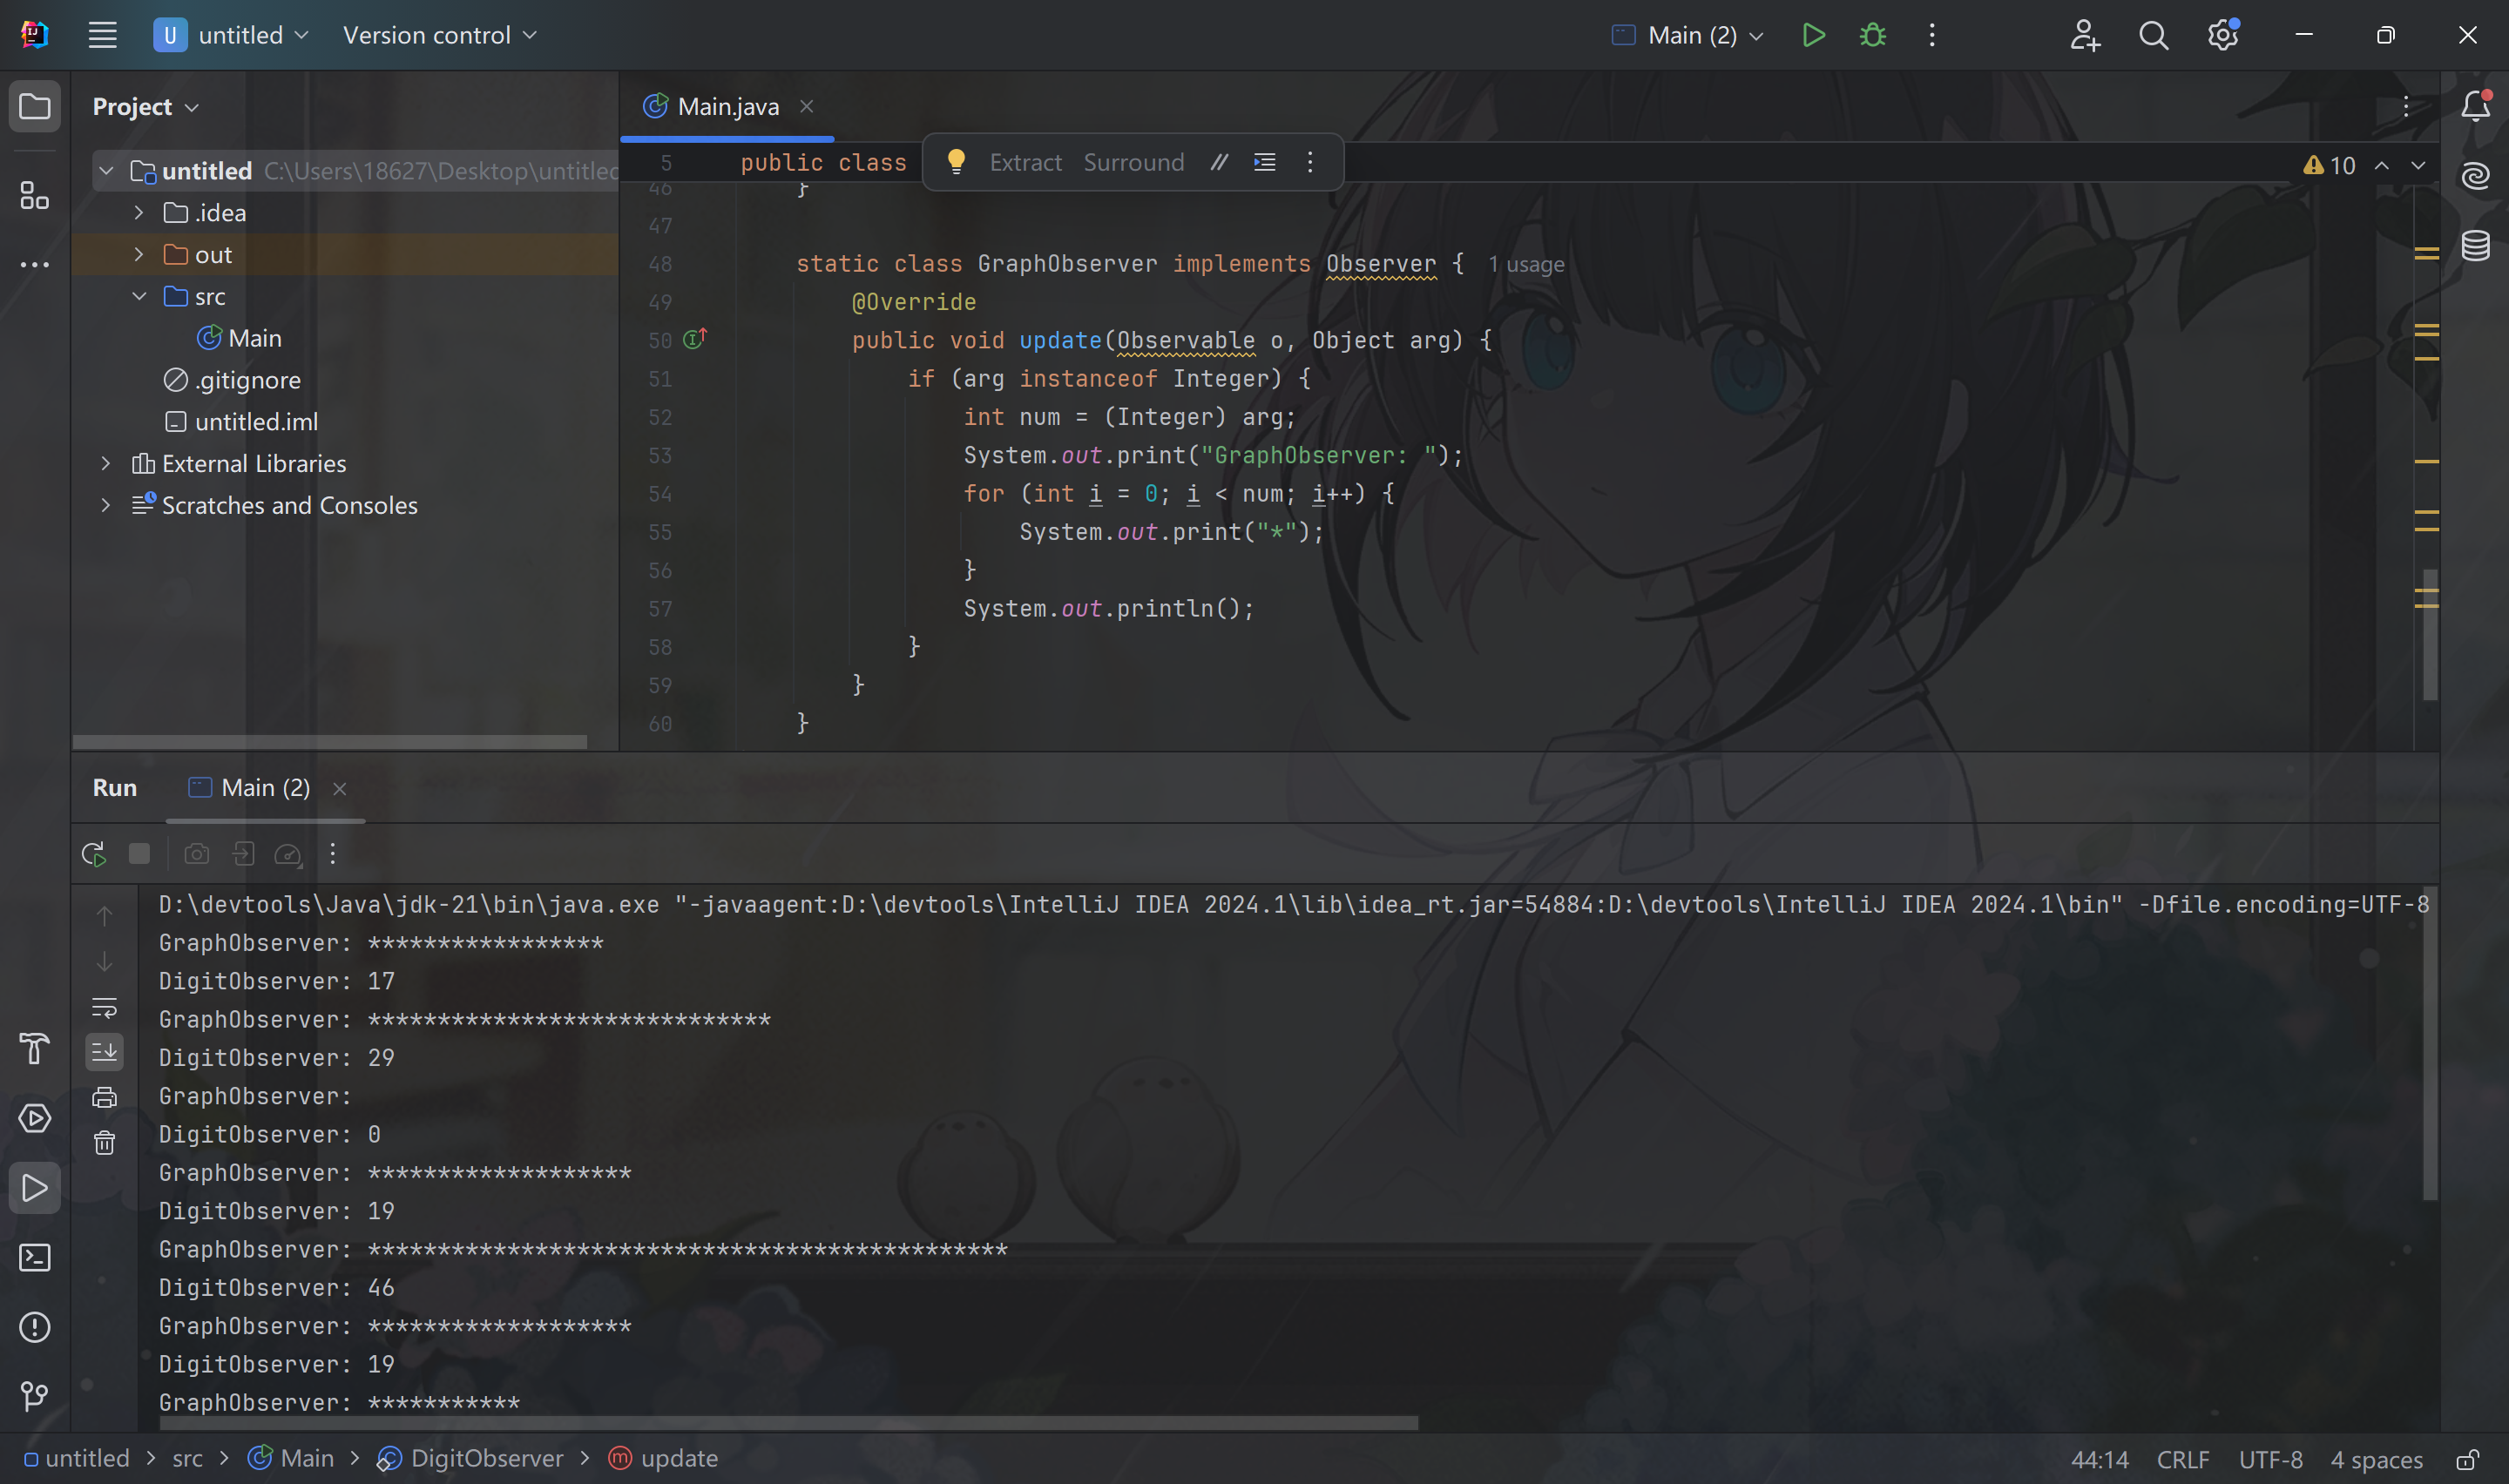 U untitled Version control Main (2)
Project
Main.java
untitled C:\Users\18627\Desktop\untitled
.idea
out
src
Main
.gitignore
untitled.iml
External Libraries
Scratches and Consoles
5 public class
Extract Surround
10
46 }
47
48 static class GraphObserver implements Observer { 1 usage
49 @Override
50 public void update(Observable o, Object arg) {
51 if (arg instanceof Integer) {
52 int num = (Integer) arg;
53 System.out.print("GraphObserver: ");
54 for (int i = 0; i < num; i++) {
55 System.out.print("*");
56 }
57 System.out.println();
58 }
59 }
60 }
Run Main (2)
D:\devtools\Java\jdk-21\bin\java.exe "-javaagent:D:\devtools\IntelliJ IDEA 2024.1\lib\idea_rt.jar=54884:D:\devtools\IntelliJ IDEA 2024.1\bin" -Dfile.encoding=UTF-8
GraphObserver: *****************
DigitObserver: 17
GraphObserver: *****************************
DigitObserver: 29
GraphObserver:
DigitObserver: 0
GraphObserver: *******************
DigitObserver: 19
GraphObserver: **********************************************
DigitObserver: 46
GraphObserver: *******************
DigitObserver: 19
GraphObserver: ***********
untitled src Main DigitObserver update
44:14 CRLF UTF-8 4 spaces